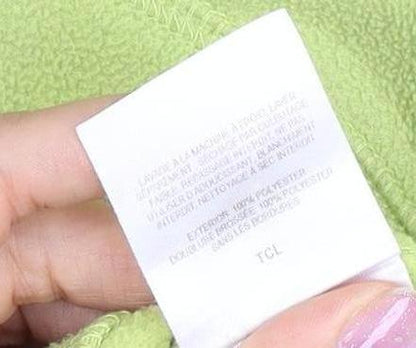 LAVAGE À LA MACHINE À FROID, LAVER
SÉPARÉMENT. SÉCHAGE PAR CULBUTAGE
FAIBLE. REPASSAGE INTERDIT, NE PAS
UTILISER D'ADOUCISSANT. BLANCHIMENT
INTERDIT NETTOYAGE À SEC INTERDIT
EXTERIOR: 100% POLYESTER
DOUBLURE BROSSÉE: 100% POLYESTER
SANS LES BORDURES
TCL